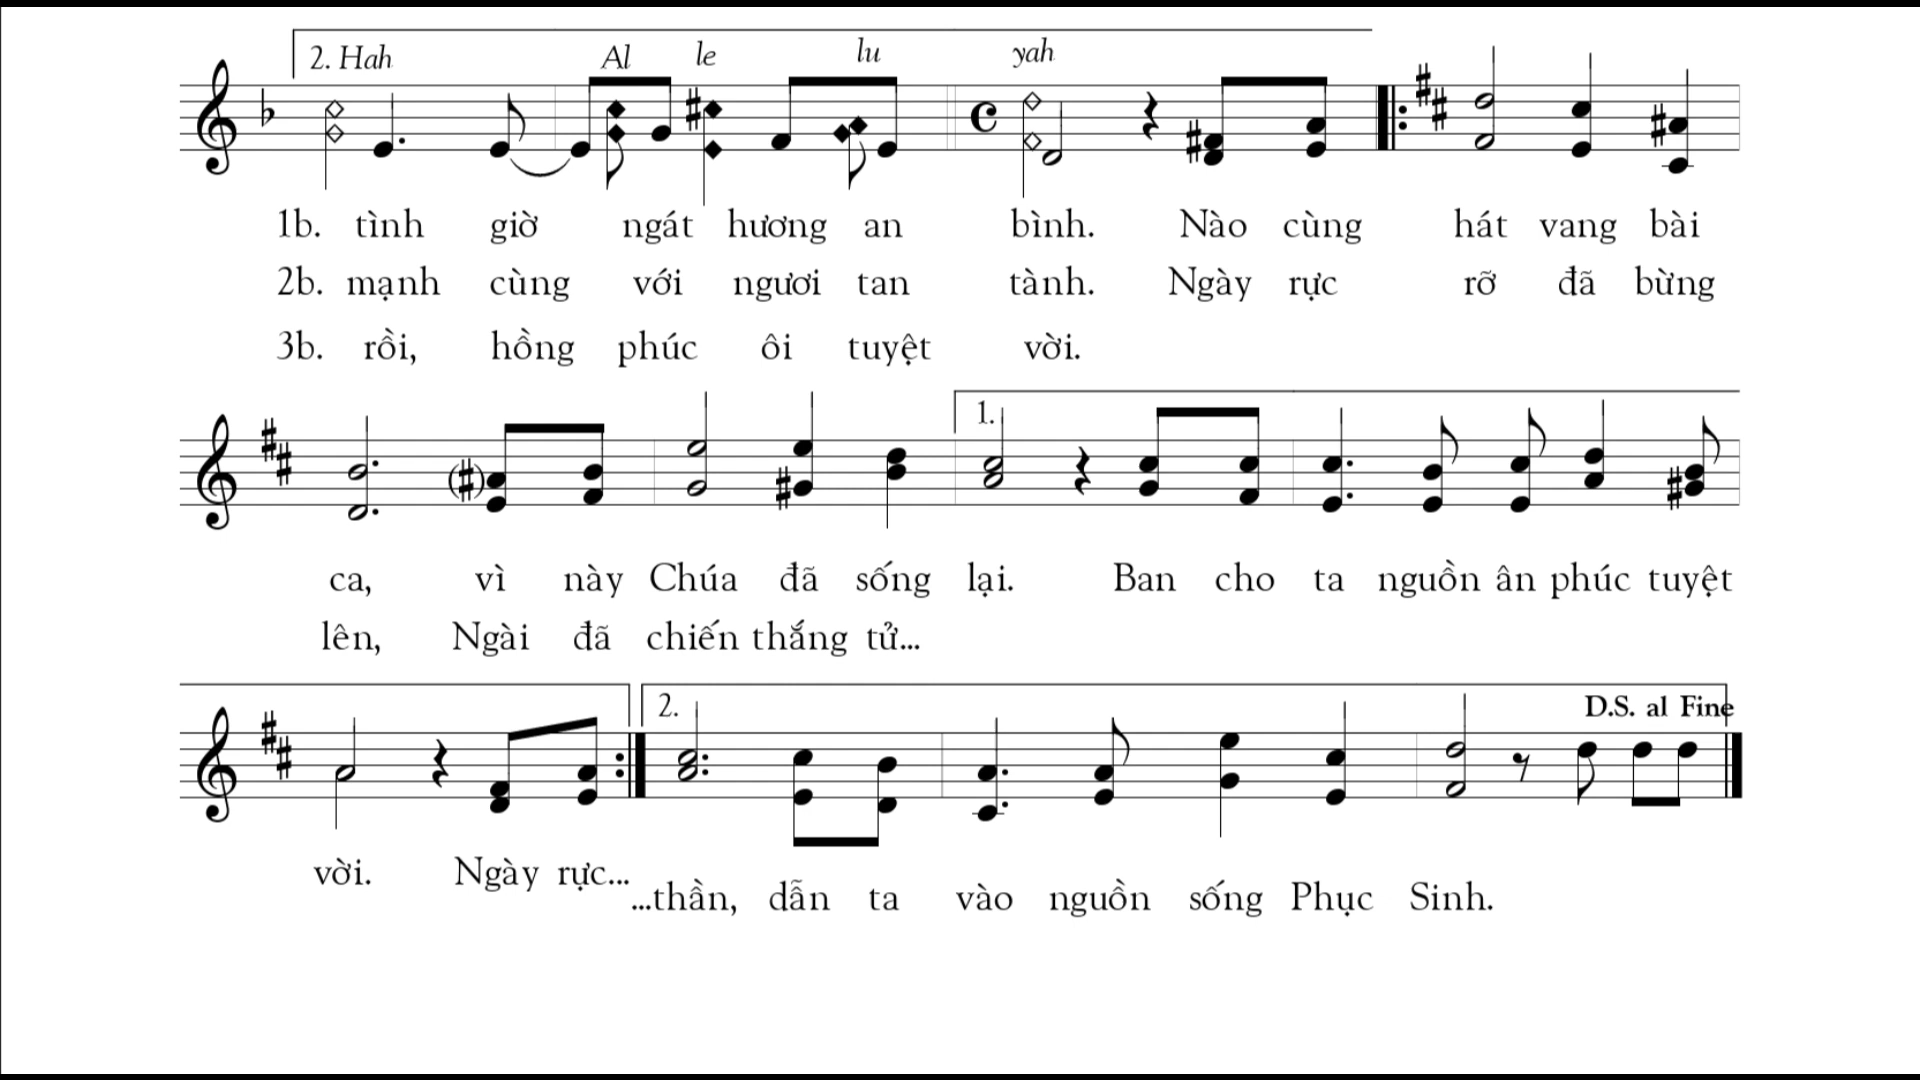 2. Hah Al le lu yah
1b. tình giờ ngát hương an bình. Nào cùng hát vang bài
2b. mạnh cùng với ngươi tan tành. Ngày rực rỡ đã bừng
3b. rồi, hồng phúc ôi tuyệt vời.
1.
ca, vì này Chúa đã sống lại. Ban cho ta nguồn ân phúc tuyệt
lên, Ngài đã chiến thắng tử...
2. D.S. al Fine
vời. Ngày rực...
...thần, dẫn ta vào nguồn sống Phục Sinh.